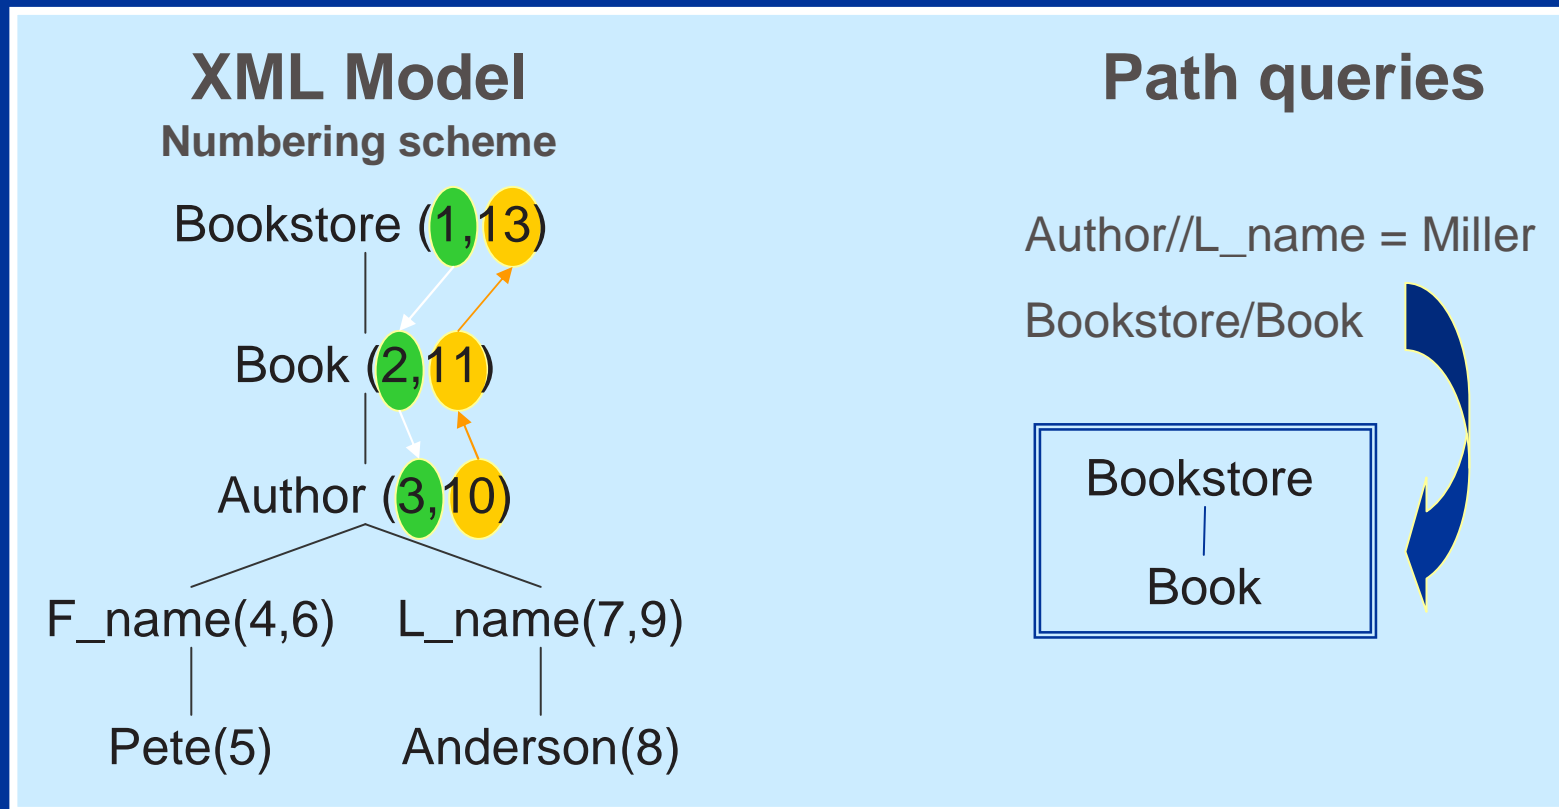 XML Model
Numbering scheme
Bookstore (1,13)
Book (2,11)
Author (3,10)
F_name(4,6) L_name(7,9)
Pete(5) Anderson(8)
Path queries
Author//L_name = Miller
Bookstore/Book
Bookstore
Book